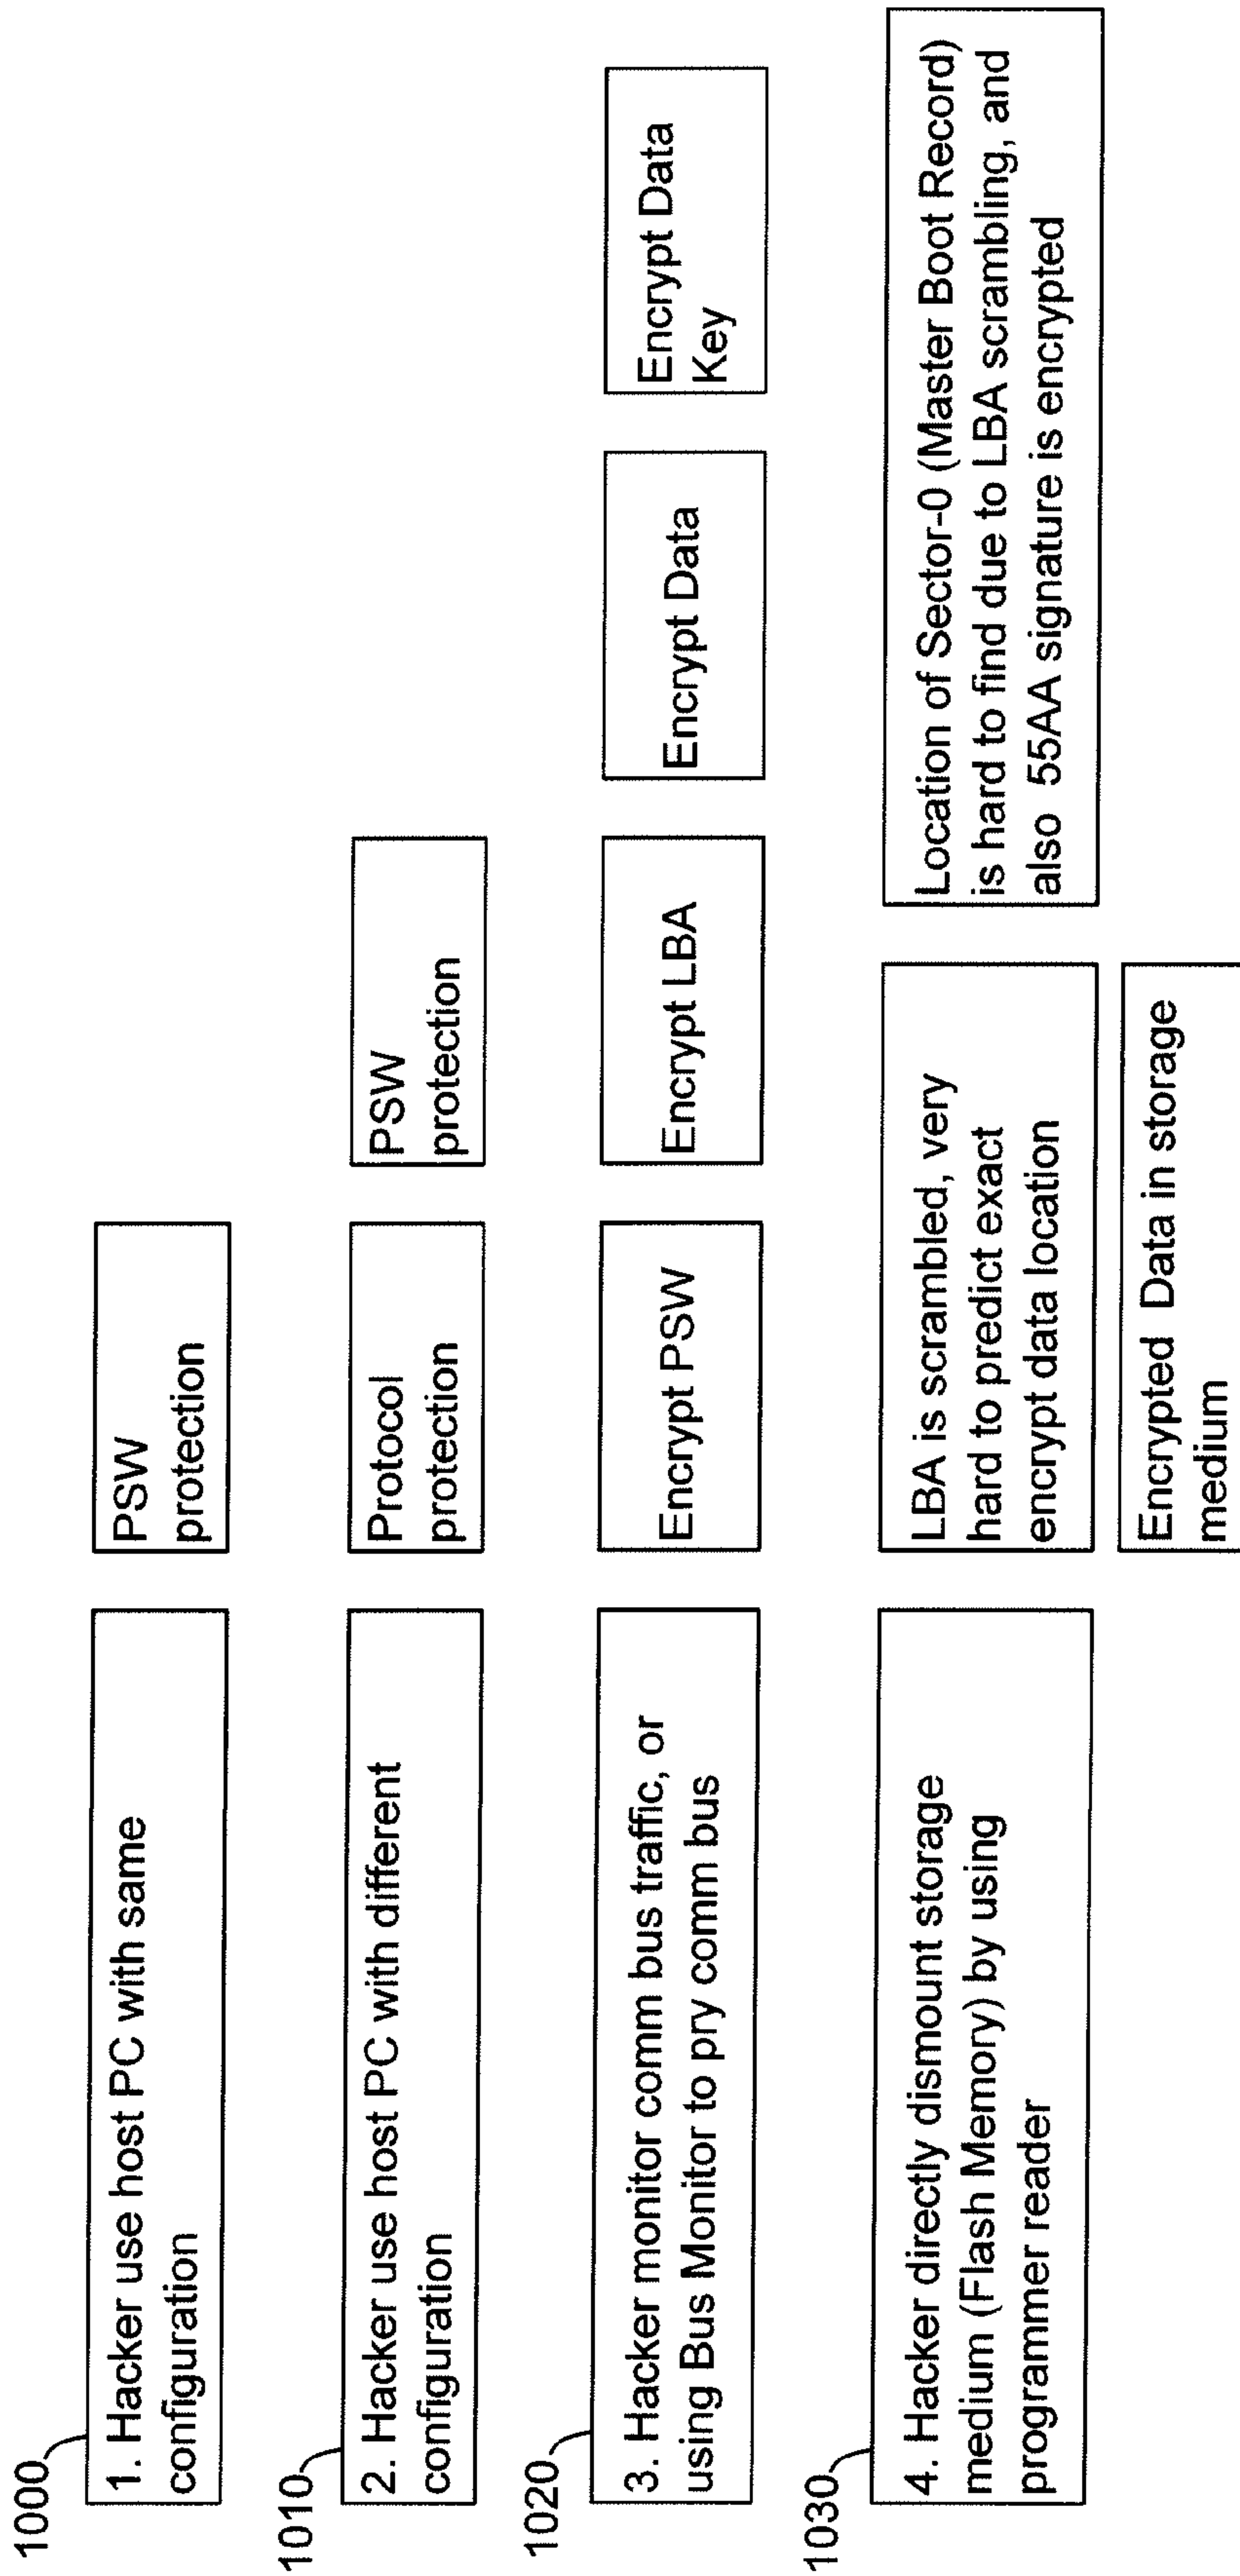 1000
1. Hacker use host PC with same
configuration
PSW
protection
1010
2. Hacker use host PC with different
configuration
Protocol
protection
PSW
protection
1020
3. Hacker monitor comm bus traffic, or
using Bus Monitor to pry comm bus
Encrypt PSW
Encrypt LBA
Encrypt Data
Encrypt Data
Key
1030
4. Hacker directly dismount storage
medium (Flash Memory) by using
programmer reader
LBA is scrambled, very
hard to predict exact
encrypt data location
Location of Sector-0 (Master Boot Record)
is hard to find due to LBA scrambling, and
also 55AA signature is encrypted
Encrypted Data in storage
medium